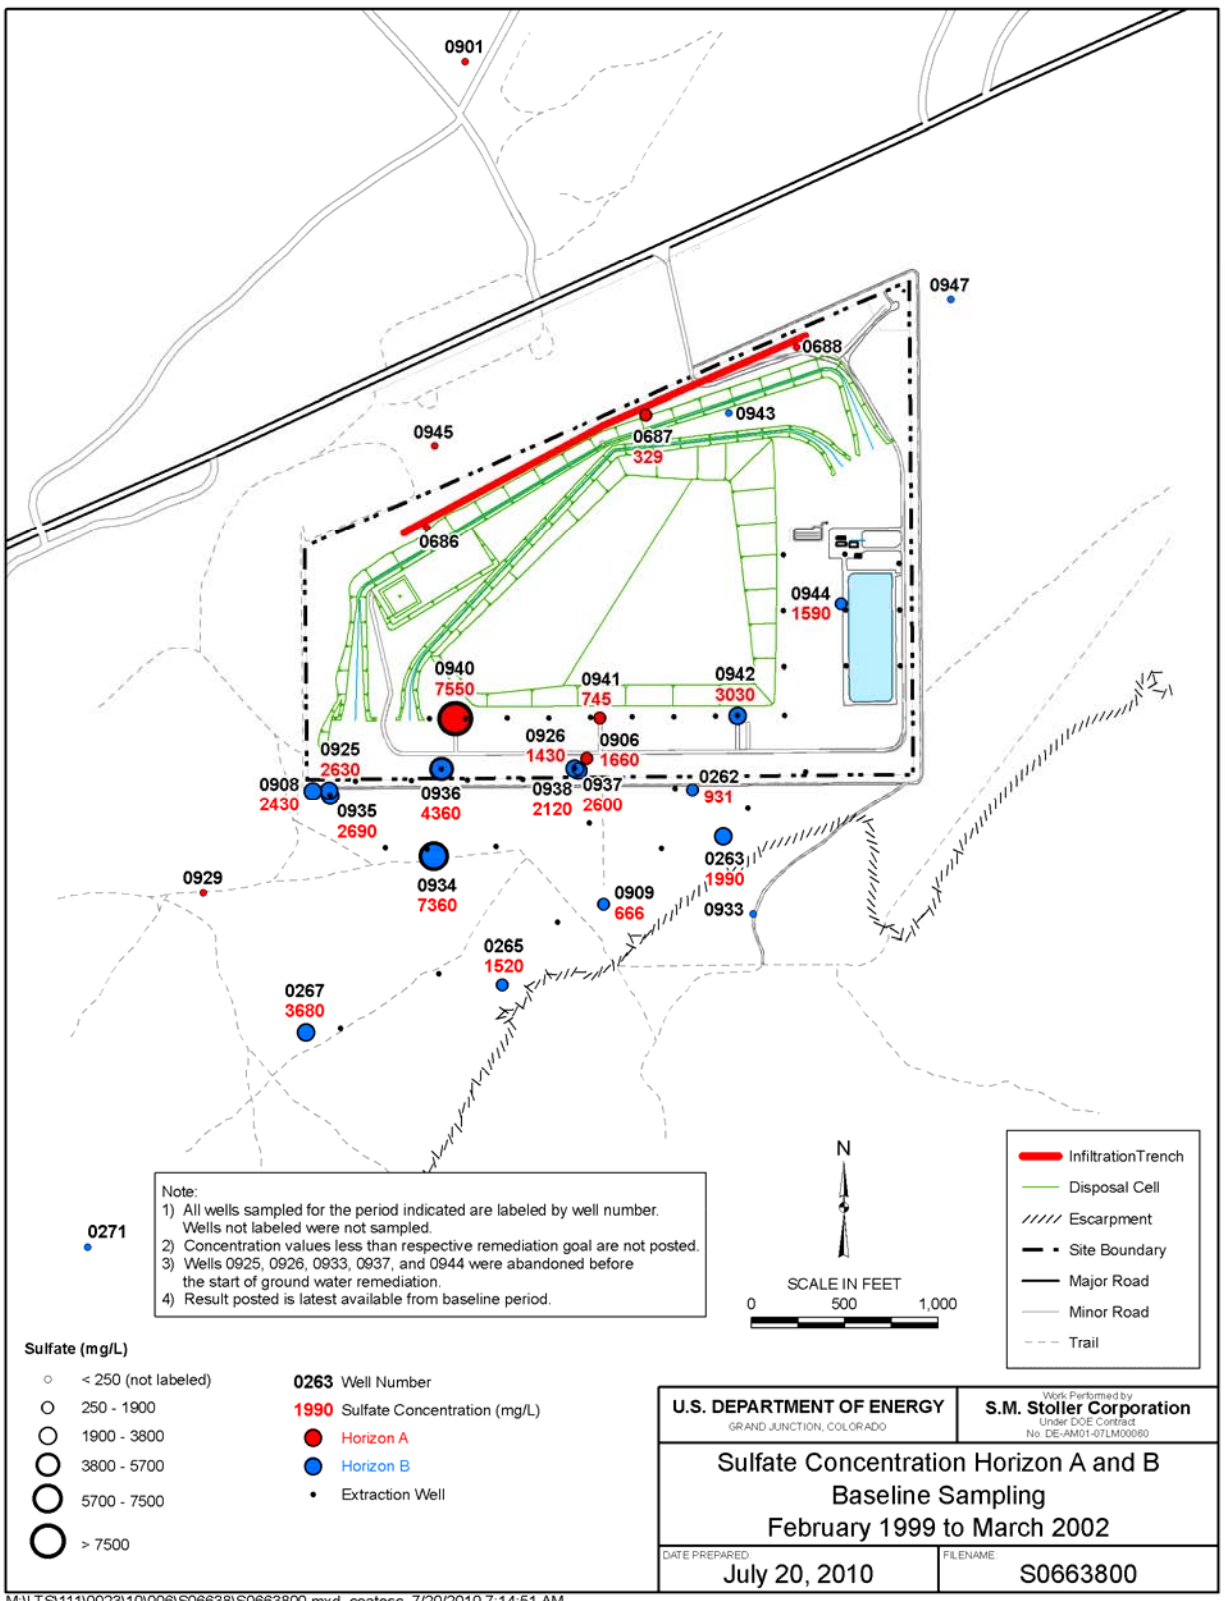 0901
0947
0688
0943
0945
0687
329
0686
0944
1590
0940
7550
0941
745
0942
3030
0925
2630
0926
1430
0906
1660
0908
2430
0935
2690
0936
4360
0938
2120
0937
2600
0262
931
0263
1990
0934
7360
0929
0909
666
0933
0265
1520
0267
3680
0271
Note:
1) All wells sampled for the period indicated are labeled by well number.
Wells not labeled were not sampled.
2) Concentration values less than respective remediation goal are not posted.
3) Wells 0925, 0926, 0933, 0937, and 0944 were abandoned before
the start of ground water remediation.
4) Result posted is latest available from baseline period.
N
SCALE IN FEET
0 500 1,000
InfiltrationTrench
Disposal Cell
Escarpment
Site Boundary
Major Road
Minor Road
Trail
Sulfate (mg/L)
< 250 (not labeled)
250 - 1900
1900 - 3800
3800 - 5700
5700 - 7500
> 7500
0263 Well Number
1990 Sulfate Concentration (mg/L)
Horizon A
Horizon B
Extraction Well
U.S. DEPARTMENT OF ENERGY
GRAND JUNCTION, COLORADO
Work Performed by
S.M. Stoller Corporation
Under DOE Contract
No. DE-AM01-07LM00060
Sulfate Concentration Horizon A and B
Baseline Sampling
February 1999 to March 2002
DATE PREPARED:
July 20, 2010
FILENAME:
S0663800